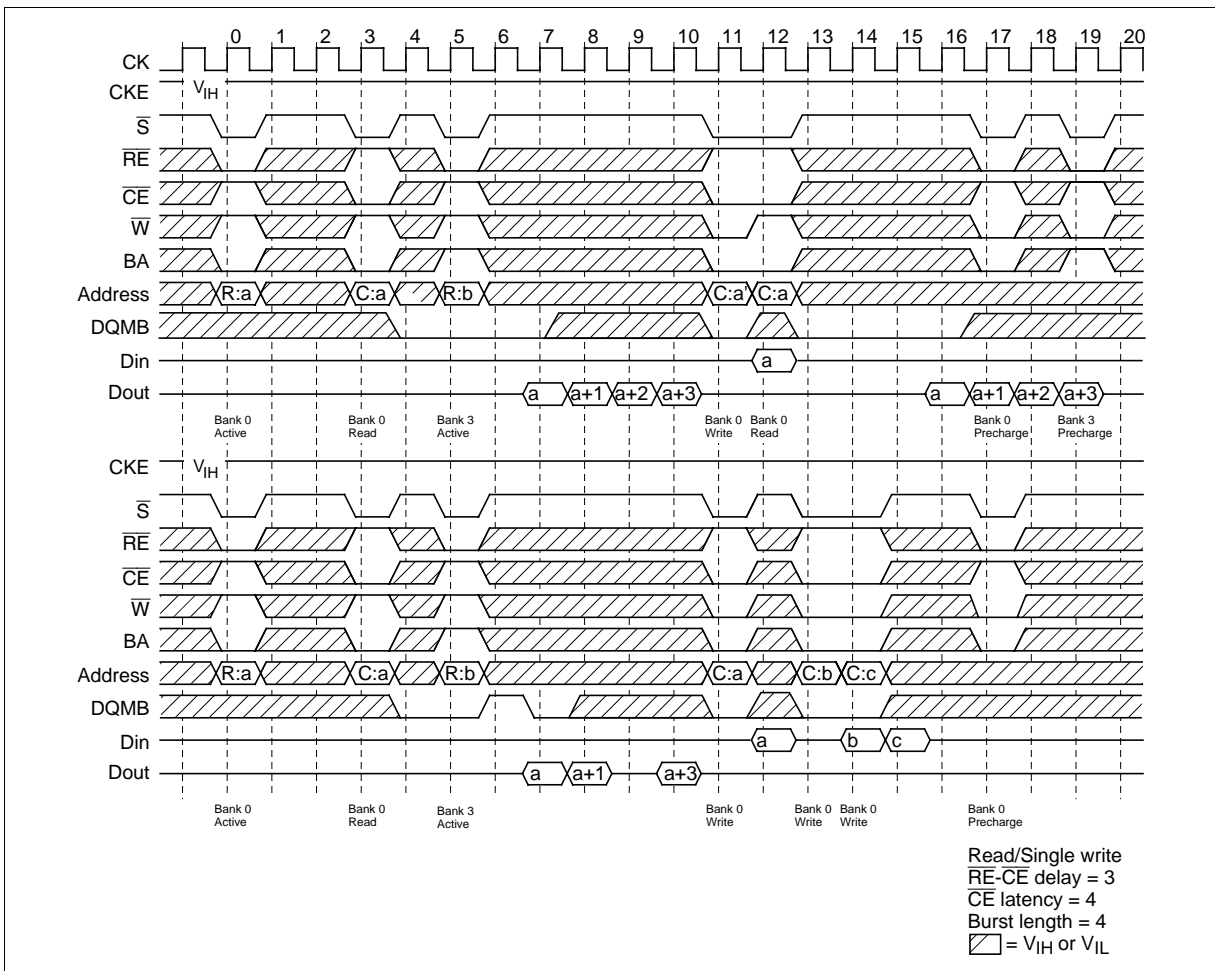 0 1 2 3 4 5 6 7 8 9 10 11 12 13 14 15 16 17 18 19 20
CK
CKE VIH
S
RE
CE
W
BA
Address R:a C:a R:b C:a' C:a
DQMB
Din a
Dout a a+1 a+2 a+3 a a+1 a+2 a+3
Bank 0 Bank 0 Bank 3 Bank 0 Bank 0 Bank 0 Bank 3
Active Read Active Write Read Precharge Precharge
CKE VIH
S
RE
CE
W
BA
Address R:a C:a R:b C:a C:b C:c
DQMB
Din a b c
Dout a a+1 a+3
Bank 0 Bank 0 Bank 3 Bank 0 Bank 0 Bank 0 Bank 0
Active Read Active Write Write Write Precharge
Read/Single write
RE-CE delay = 3
CE latency = 4
Burst length = 4
= VIH or VIL